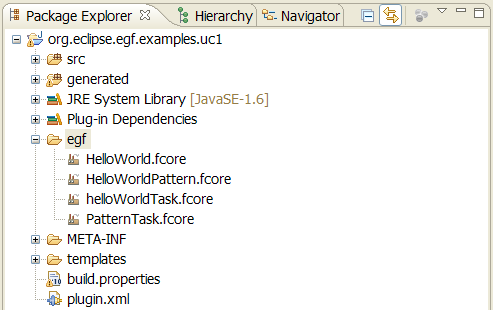 Package Explorer Hierarchy Navigator
org.eclipse.egf.examples.uc1
src
generated
JRE System Library [JavaSE-1.6]
Plug-in Dependencies
egf
HelloWorld.fcore
HelloWorldPattern.fcore
helloWorldTask.fcore
PatternTask.fcore
META-INF
templates
build.properties
plugin.xml